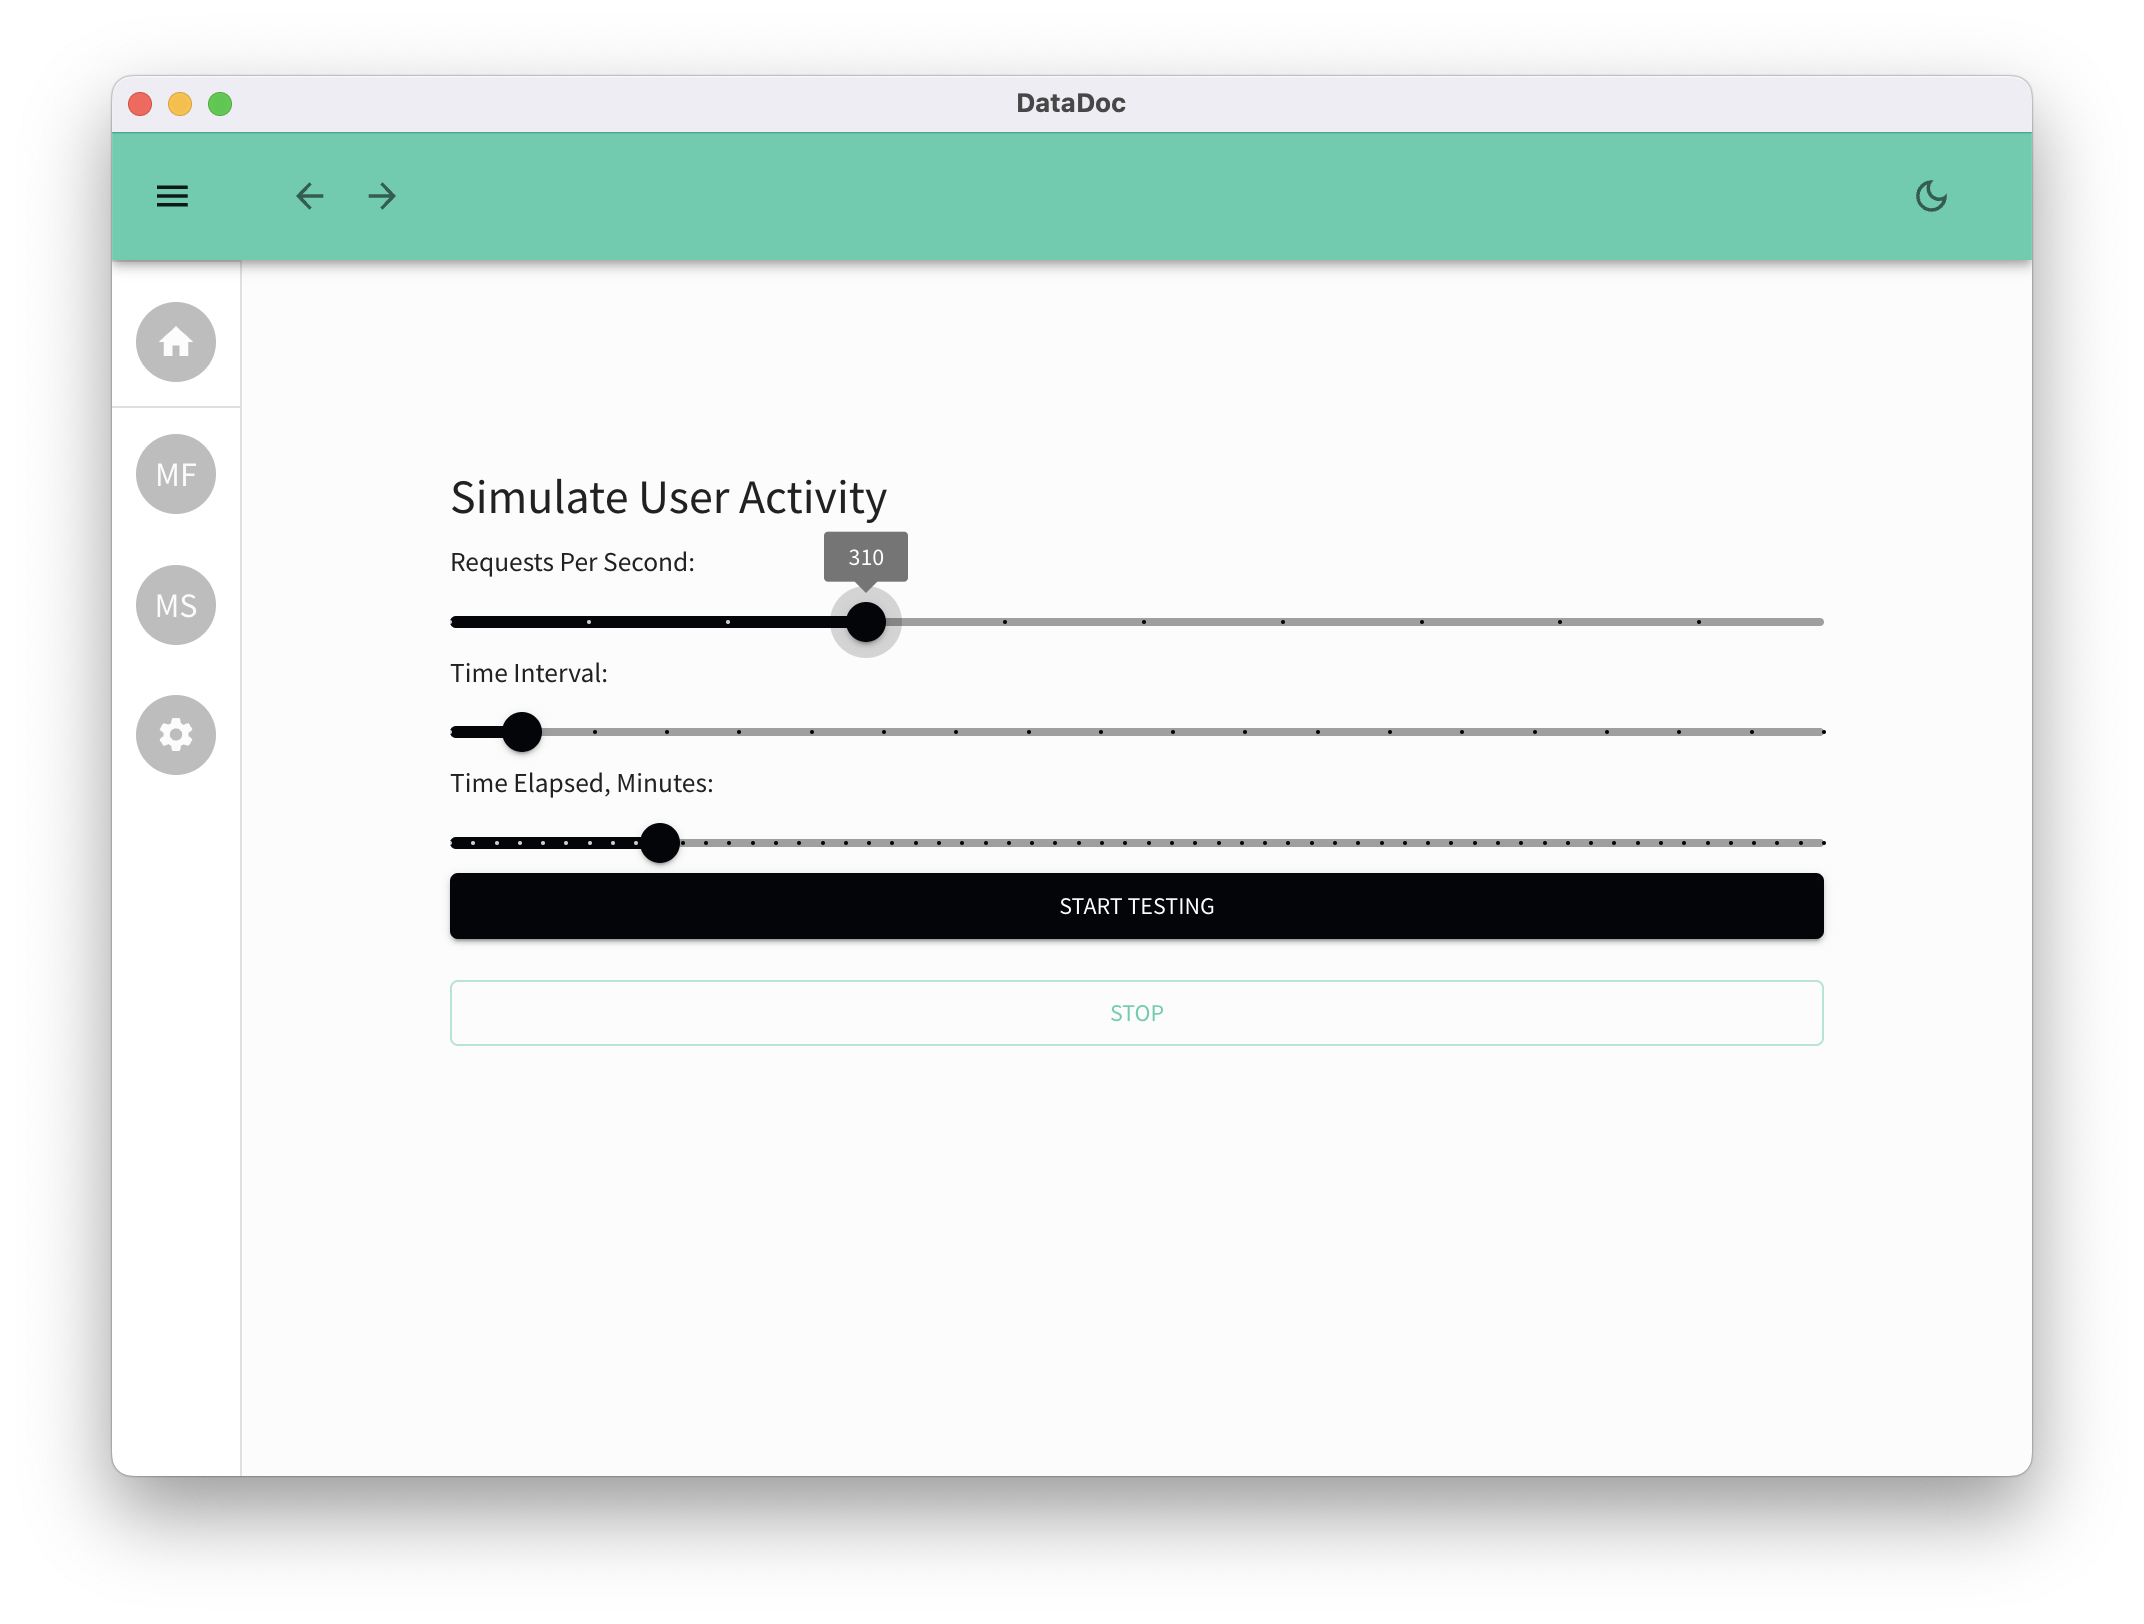 DataDoc
MF
MS
Simulate User Activity
Requests Per Second:
310
Time Interval:
Time Elapsed, Minutes:
START TESTING
STOP